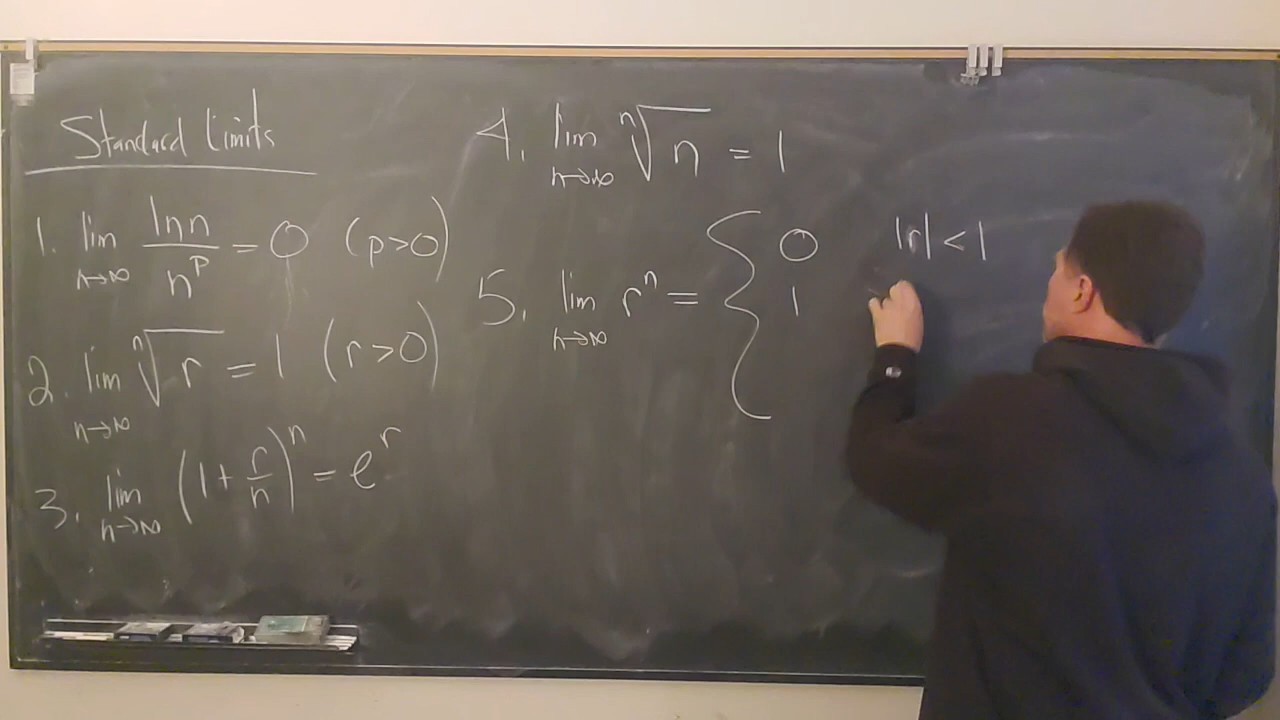 Standard Limits
1. lim n→∞ ln n / n^p = 0 (p>0)
2. lim n→∞ ⁿ√r = 1 (r>0)
3. lim n→∞ (1 + r/n)^n = e^r
4. lim n→∞ ⁿ√n = 1
5. lim n→∞ r^n = { 0 |r| < 1
1